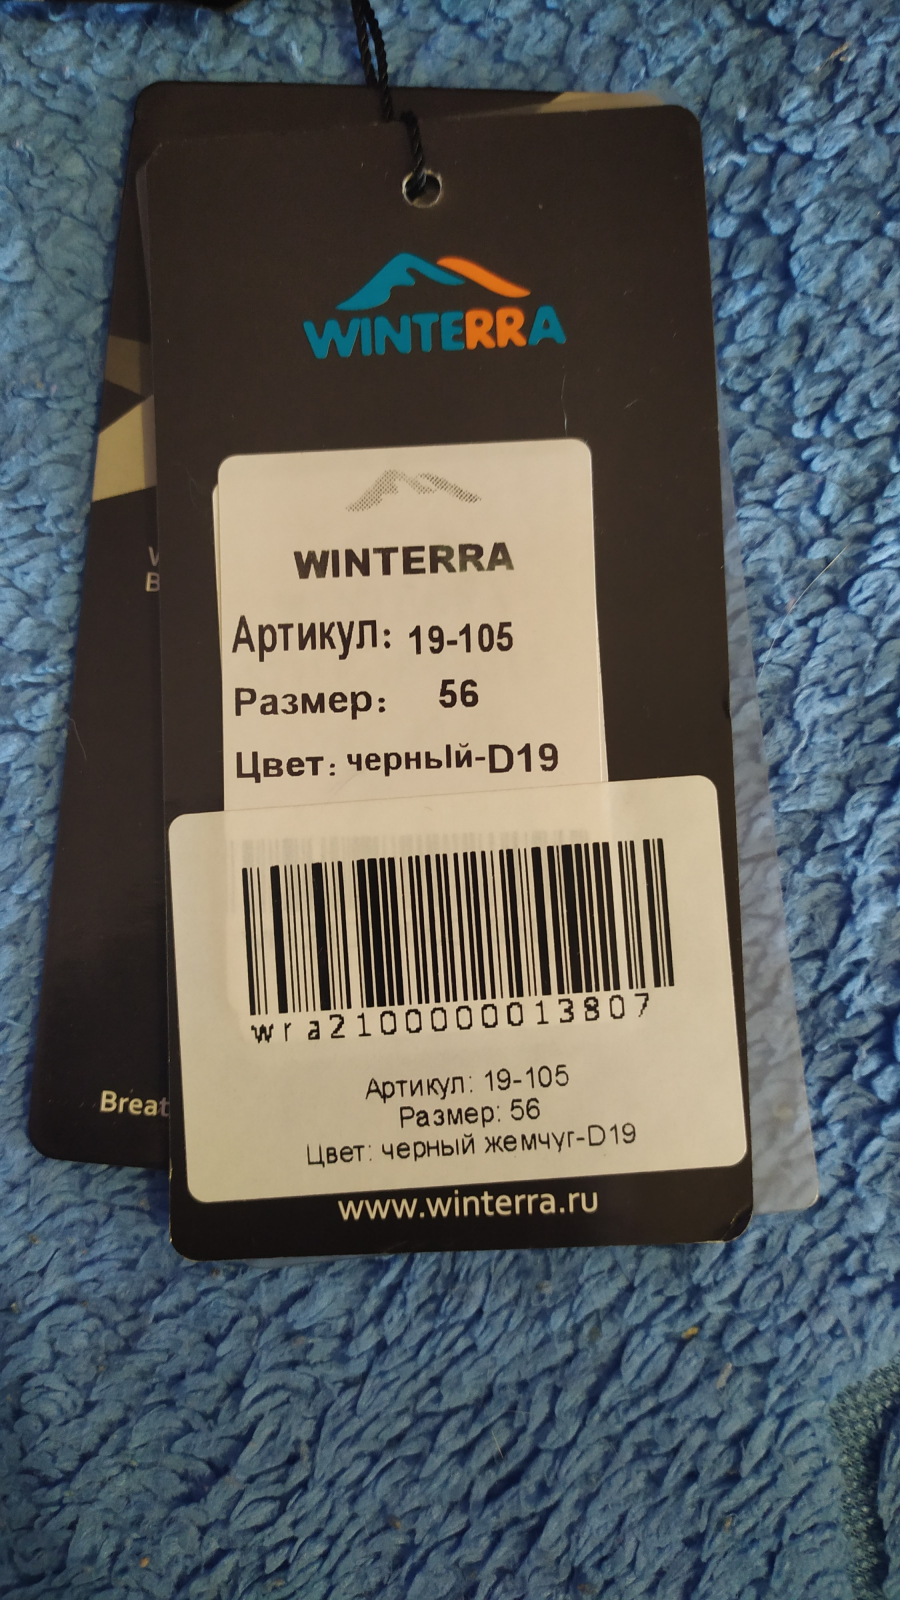 WINTERRA
WINTERRA
Артикул: 19-105
Размер: 56
Цвет: черный-D19
wra2100000013807
Артикул: 19-105
Размер: 56
Цвет: черный жемчуг-D19
www.winterra.ru